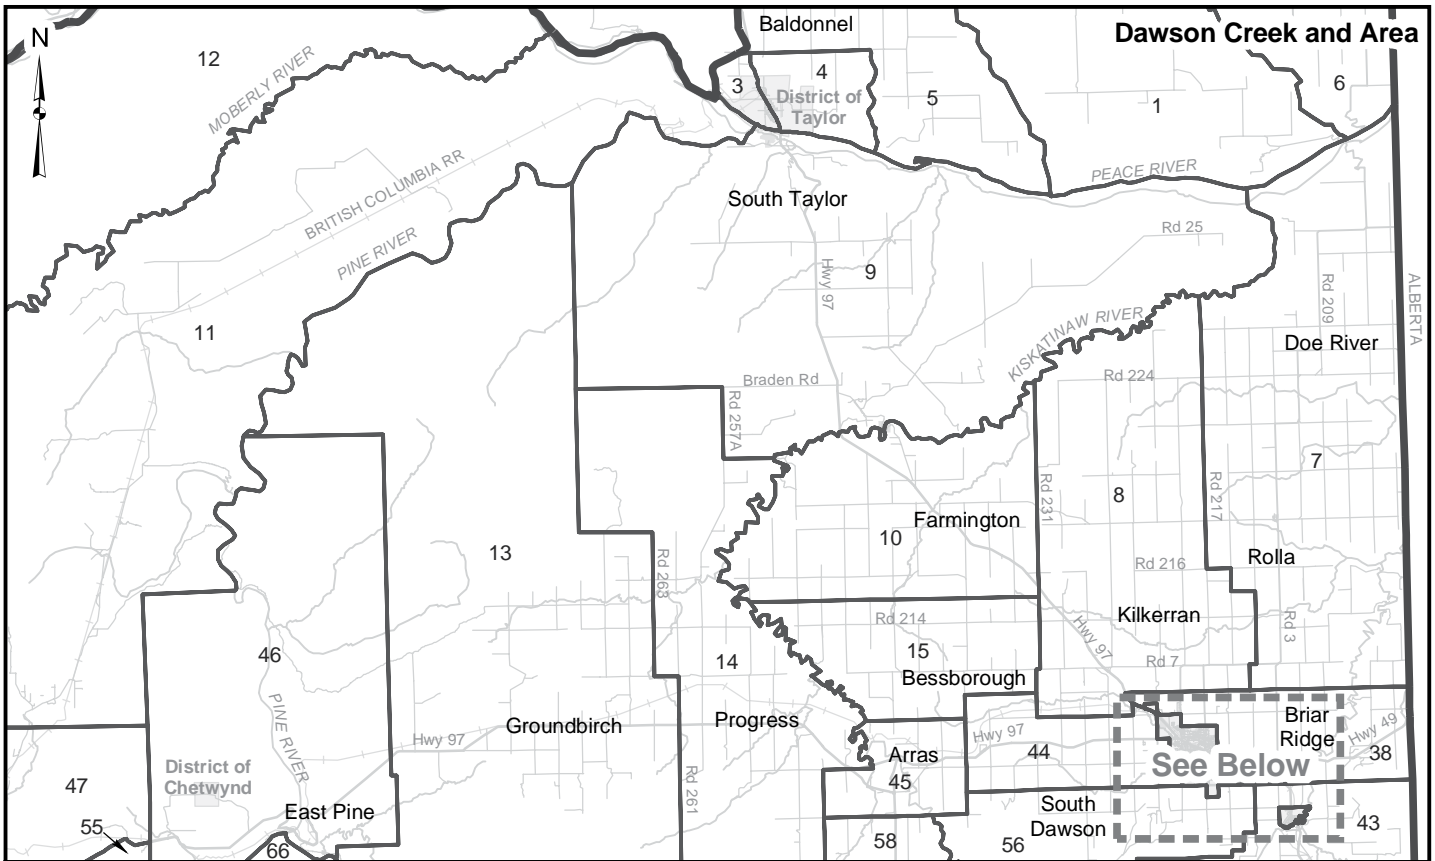 Dawson Creek and Area
N
Baldonnel
12
3
4
5
1
6
District of
Taylor
MOBERLY RIVER
BRITISH COLUMBIA RR
PEACE RIVER
South Taylor
Rd 25
PINE RIVER
9
Hwy 97
Rd 209
ALBERTA
11
KISKATINAW RIVER
Doe River
Braden Rd
Rd 224
Rd 257A
7
Rd 231
8
Rd 217
Farmington
10
13
Rd 263
Rd 216
Rolla
Rd 214
Kilkerran
Rd 3
46
14
15
Hwy 97
Rd 7
Bessborough
PINE RIVER
Groundbirch
Progress
Hwy 97
Hwy 97
Briar
Ridge
Hwy 49
Arras
44
38
See Below
District of
Chetwynd
47
45
Rd 261
East Pine
South
Dawson
43
55
66
58
56